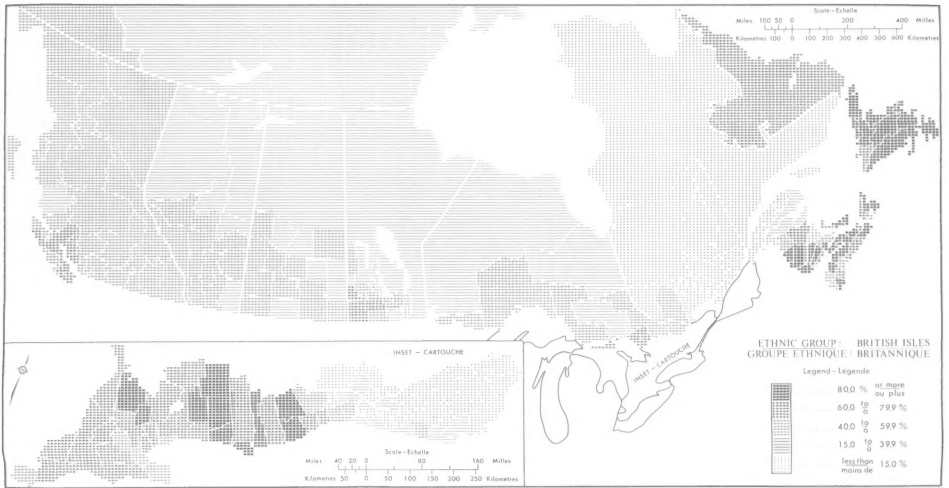 Scale – Echelle
Miles 100 50 0 200 400 Milles
Kilometres 100 0 100 200 300 400 500 600 Kilometres
INSET – CARTOUCHE
ETHNIC GROUP : BRITISH ISLES
GROUPE ETHNIQUE : BRITANNIQUE
Legend – Légende
80.0 % or more ou plus
60.0 to à 79.9 %
40.0 to à 59.9 %
15.0 to à 39.9 %
less than moins de 15.0 %
INSET – CARTOUCHE
Scale – Echelle
Miles 40 20 0 80 160 Milles
Kilometres 50 0 50 100 150 200 250 Kilometres